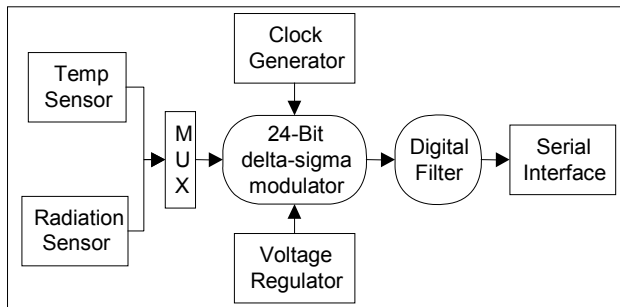 Clock
Generator
Temp
Sensor
M
U
X
24-Bit
delta-sigma
modulator
Digital
Filter
Serial
Interface
Radiation
Sensor
Voltage
Regulator